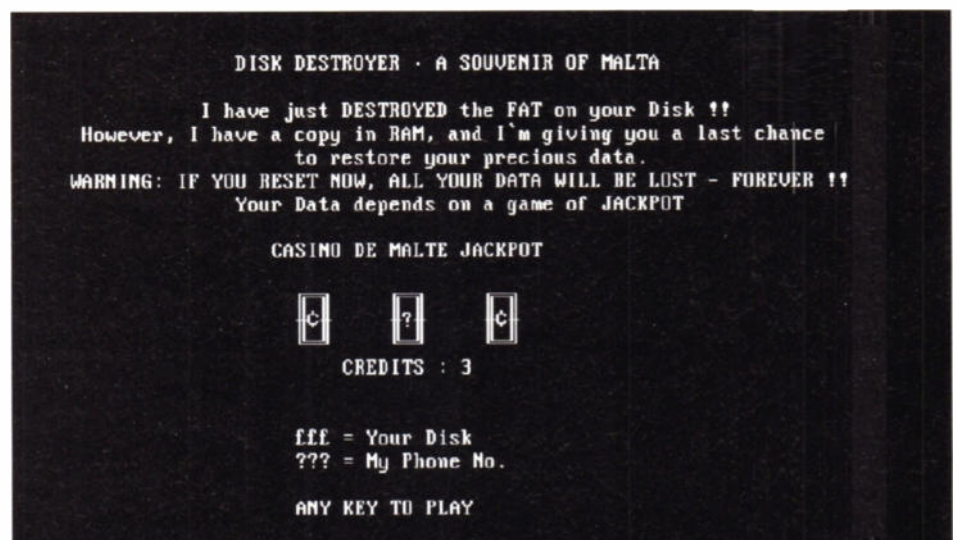 DISK DESTROYER · A SOUVENIR OF MALTA
I have just DESTROYED the FAT on your Disk !!
However, I have a copy in RAM, and I`m giving you a last chance
to restore your precious data.
WARNING: IF YOU RESET NOW, ALL YOUR DATA WILL BE LOST - FOREVER !!
Your Data depends on a game of JACKPOT
CASINO DE MALTE JACKPOT
¢ ? ¢
CREDITS : 3
£££ = Your Disk
??? = My Phone No.
ANY KEY TO PLAY